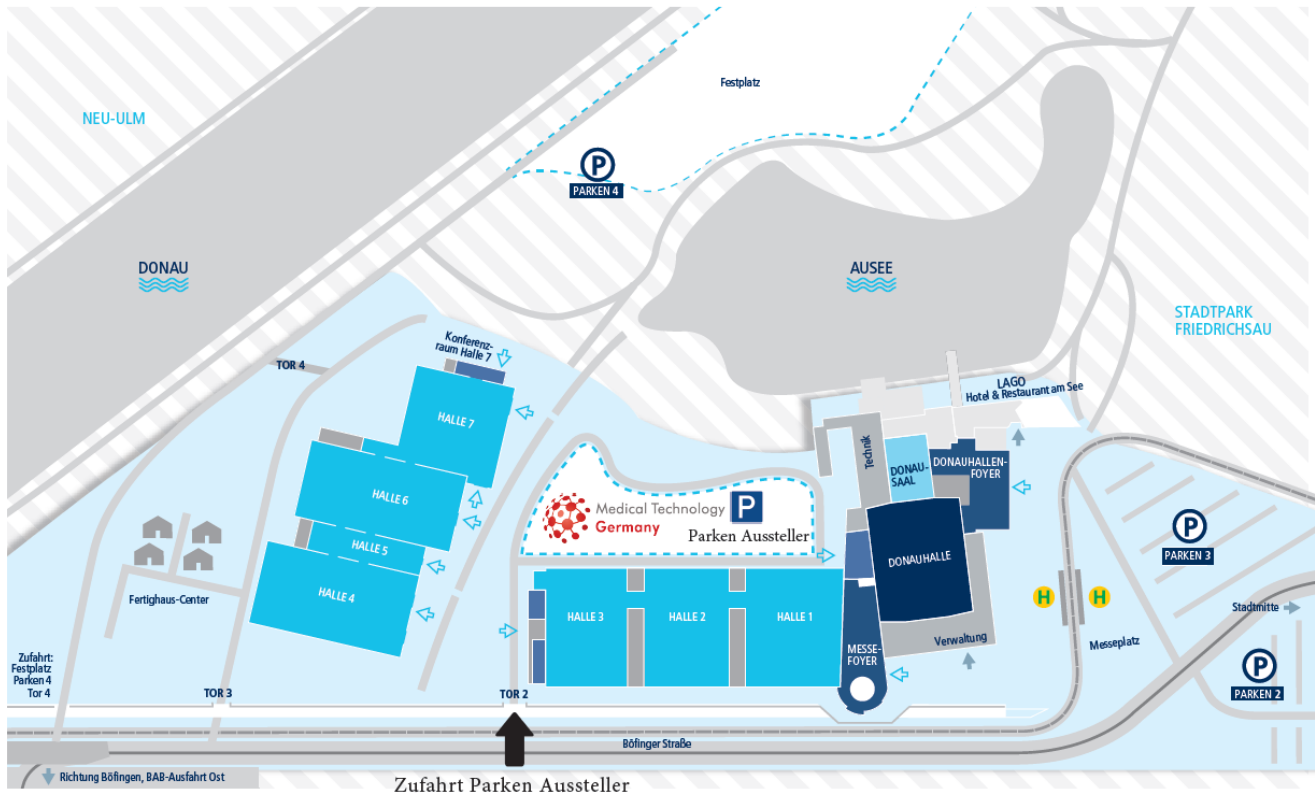 Festplatz
NEU-ULM
P
PARKEN 4
DONAU
AUSEE
STADTPARK
FRIEDRICHSAU
Konferenz-
raum Halle 7
TOR 4
LAGO
Hotel & Restaurant am See
HALLE 7
Technik
DONAU-
SAAL
DONAUHALLEN-
FOYER
HALLE 6
Medical Technology
Germany
P
Parken Aussteller
P
PARKEN 3
HALLE 5
DONAUHALLE
HALLE 4
Fertighaus-Center
HALLE 3
HALLE 2
HALLE 1
H
H
Stadtmitte
Verwaltung
Messeplatz
MESSE-
FOYER
Zufahrt:
Festplatz
Parken 4
Tor 4
P
PARKEN 2
TOR 3
TOR 2
Böfinger Straße
Richtung Böfingen, BAB-Ausfahrt Ost
Zufahrt Parken Aussteller